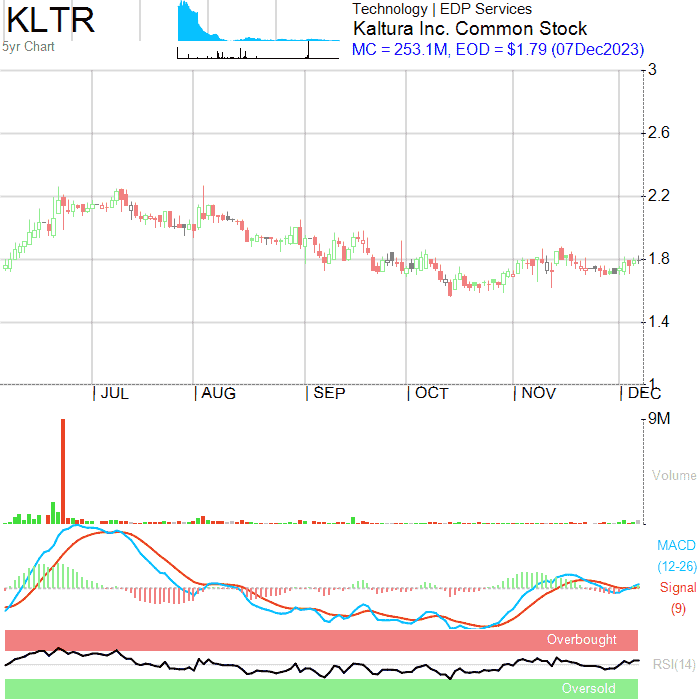 KLTR
5yr Chart
Technology | EDP Services
Kaltura Inc. Common Stock
MC = 253.1M, EOD = $1.79 (07Dec2023)
3
2.6
2.2
1.8
1.4
1
| JUL | AUG | SEP | OCT | NOV | DEC
9M
Volume
MACD
(12-26)
Signal
(9)
Overbought
RSI(14)
Oversold